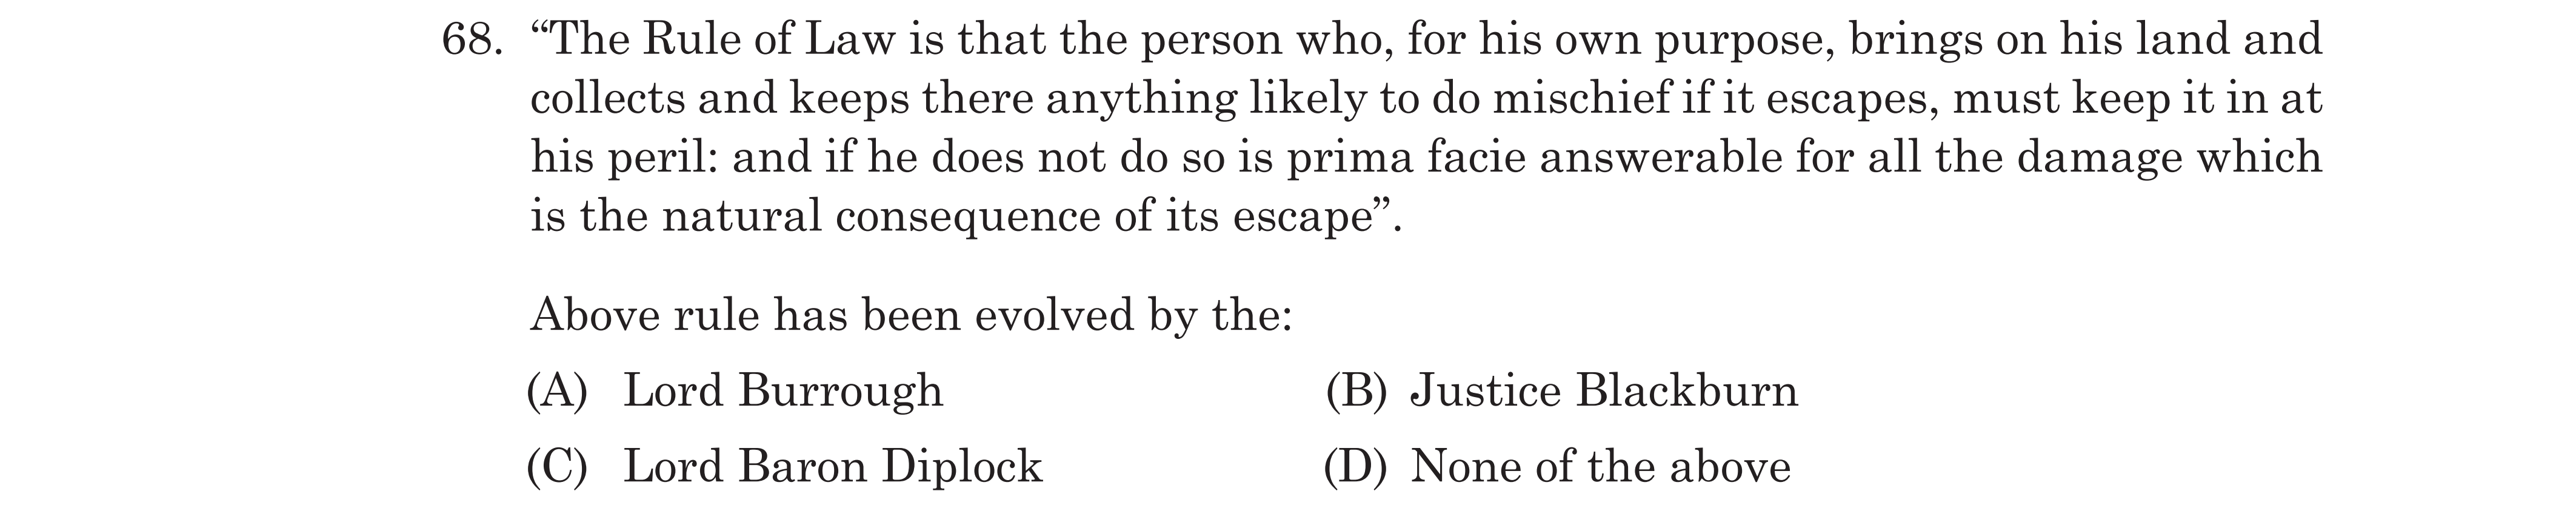 68. “The Rule of Law is that the person who, for his own purpose, brings on his land and
collects and keeps there anything likely to do mischief if it escapes, must keep it in at
his peril: and if he does not do so is prima facie answerable for all the damage which
is the natural consequence of its escape”.
Above rule has been evolved by the:
(A) Lord Burrough (B) Justice Blackburn
(C) Lord Baron Diplock (D) None of the above